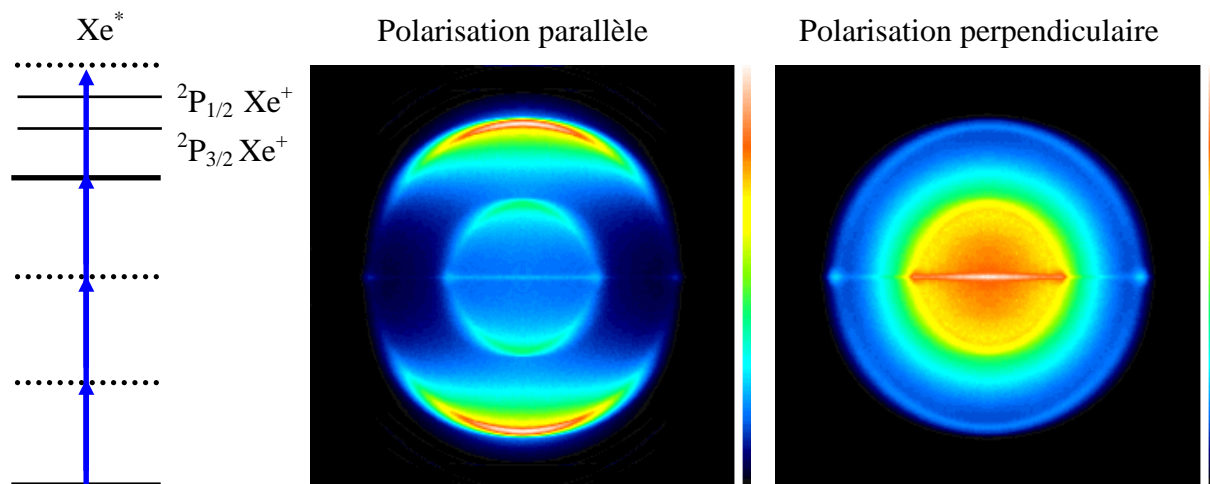 Xe*
Polarisation parallèle
Polarisation perpendiculaire
²P₁/₂ Xe⁺
²P₃/₂ Xe⁺